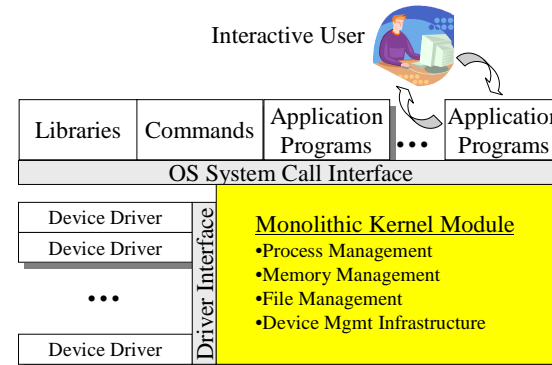 Interactive User
Libraries
Commands
Application
Programs
•••
Application
Programs
OS System Call Interface
Device Driver
Device Driver
•••
Device Driver
Driver Interface
Monolithic Kernel Module
•Process Management
•Memory Management
•File Management
•Device Mgmt Infrastructure